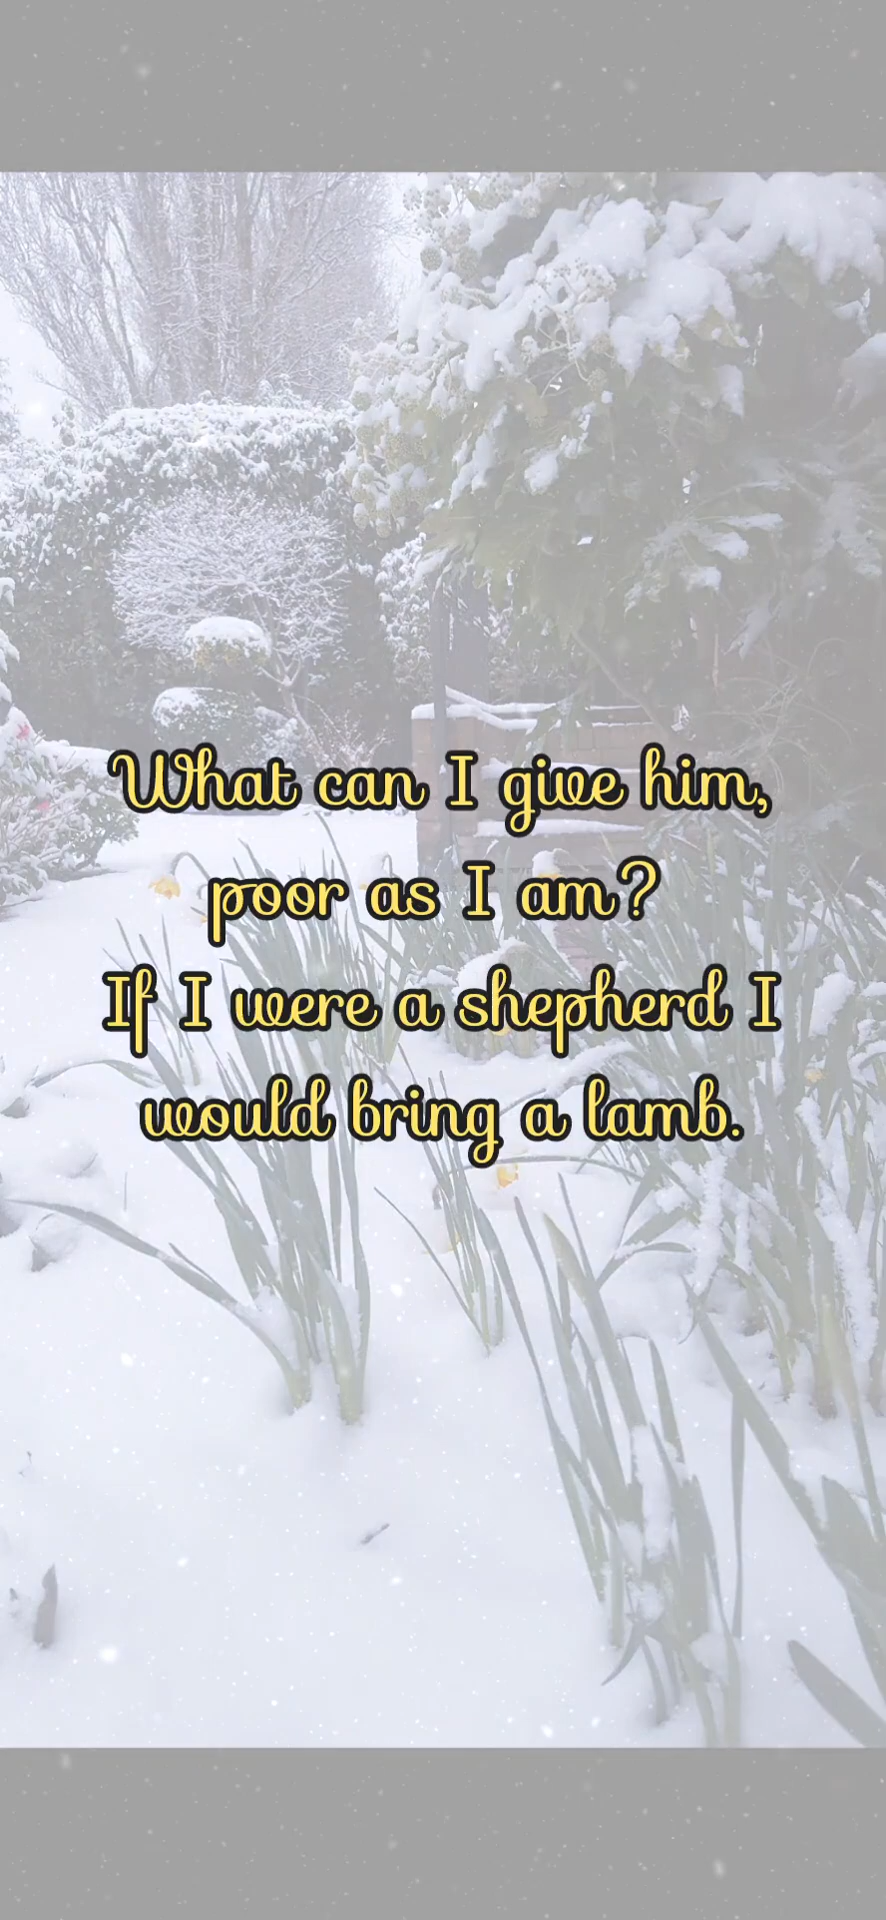 What can I give him,
poor as I am?
If I were a shepherd I
would bring a lamb.